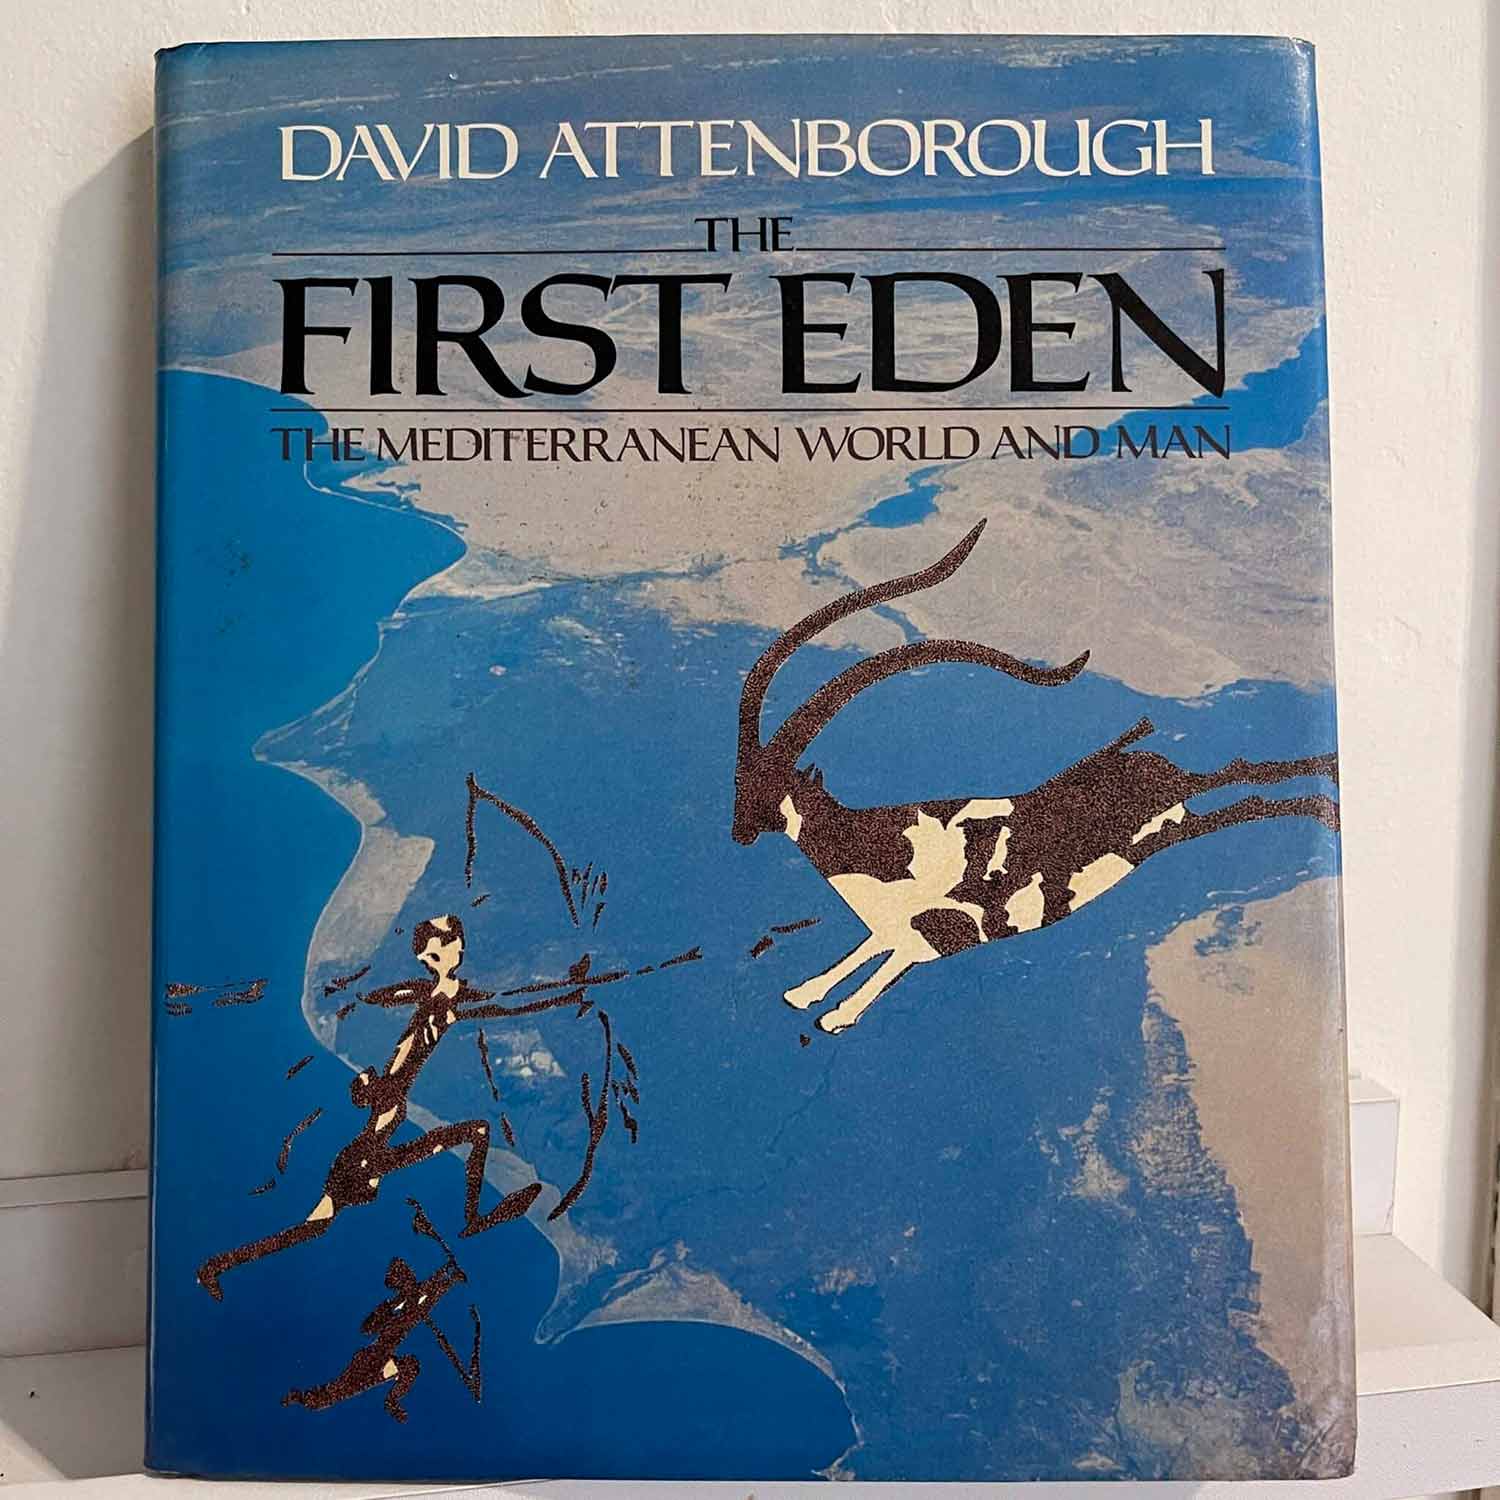 DAVID ATTENBOROUGH
THE
FIRST EDEN
THE MEDITERRANEAN WORLD AND MAN